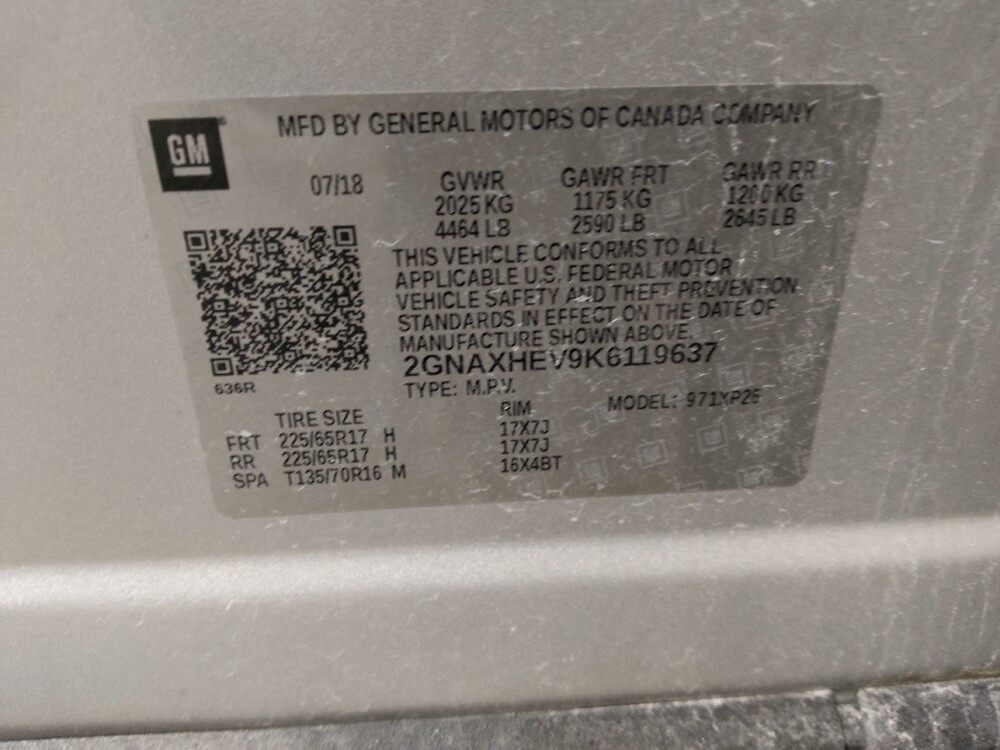 GM
MFD BY GENERAL MOTORS OF CANADA COMPANY
07/18 GVWR GAWR FRT GAWR RR
2025 KG 1175 KG 1200 KG
4464 LB 2590 LB 2645 LB
THIS VEHICLE CONFORMS TO ALL
APPLICABLE U.S. FEDERAL MOTOR
VEHICLE SAFETY AND THEFT PREVENTION
STANDARDS IN EFFECT ON THE DATE OF
MANUFACTURE SHOWN ABOVE.
2GNAXHEV9K6119637
636R
TYPE: M.P.V. MODEL: 971XP26
TIRE SIZE RIM
FRT 225/65R17 H 17X7J
RR 225/65R17 H 17X7J
SPA T135/70R16 M 16X4BT